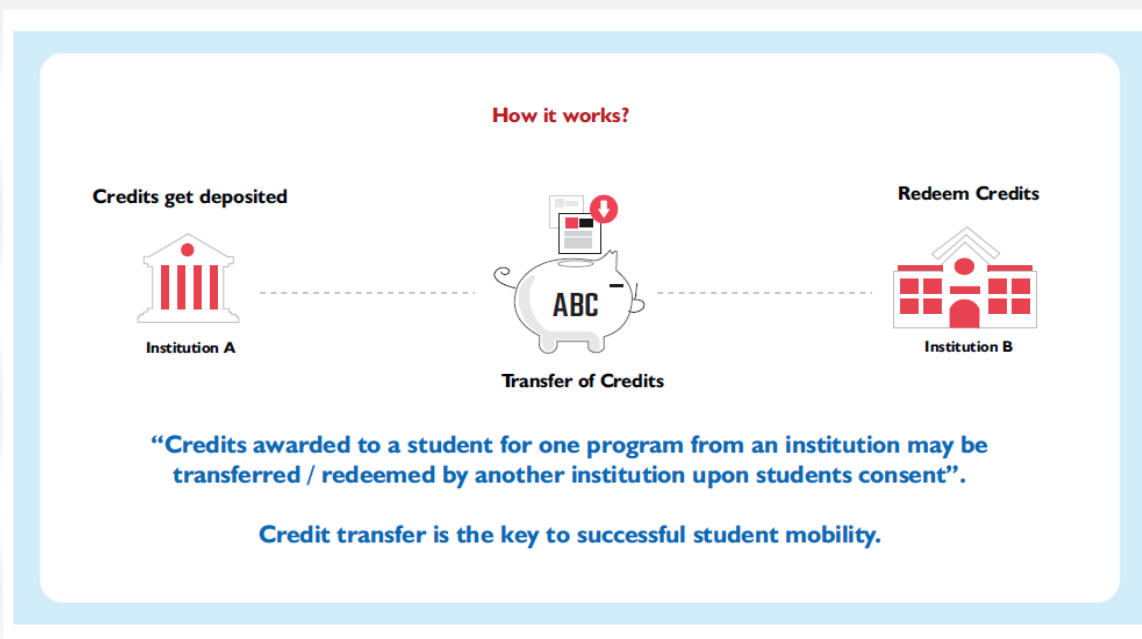 How it works?
Credits get deposited
Redeem Credits
ABC
Institution A
Institution B
Transfer of Credits
“Credits awarded to a student for one program from an institution may be
transferred / redeemed by another institution upon students consent”.
Credit transfer is the key to successful student mobility.